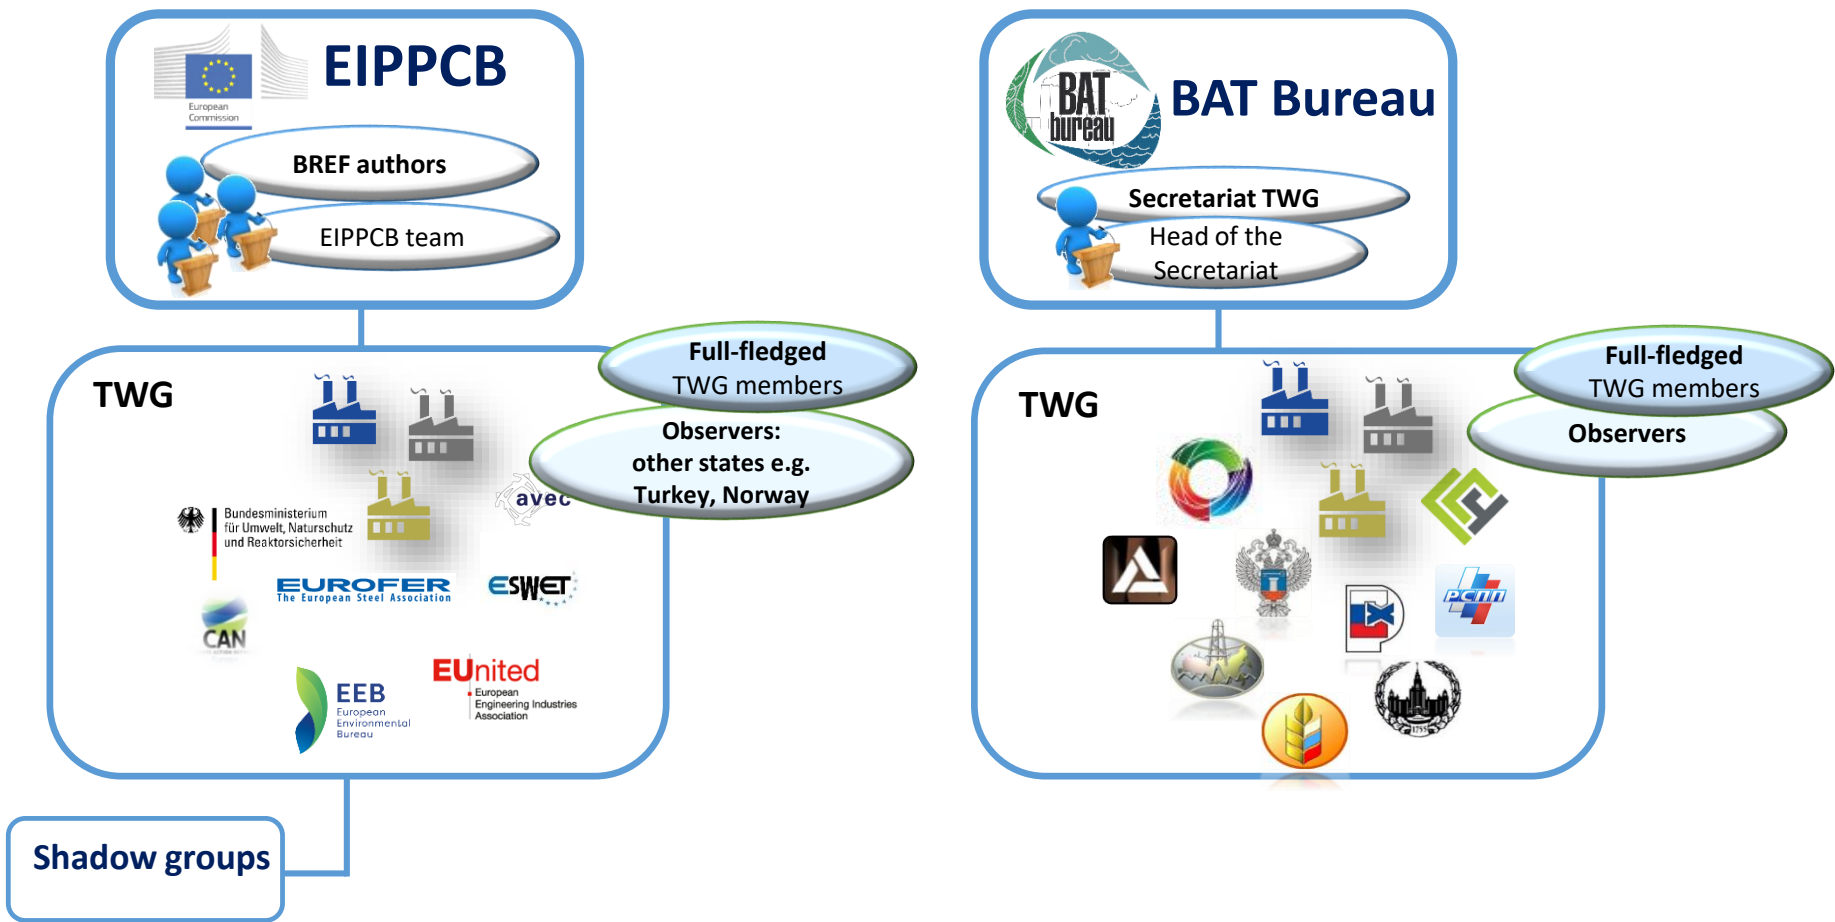 EIPPCB
European
Commission
BREF authors
EIPPCB team
TWG
Full-fledged
TWG members
Observers:
other states e.g.
Turkey, Norway
avec
Bundesministerium
für Umwelt, Naturschutz
und Reaktorsicherheit
EUROFER
The European Steel Association
ESWET
CAN
EEB
European
Environmental
Bureau
EUnited
European
Engineering Industries
Association
Shadow groups
BAT
bureau
BAT Bureau
Secretariat TWG
Head of the
Secretariat
TWG
Full-fledged
TWG members
Observers
РСПП
1755